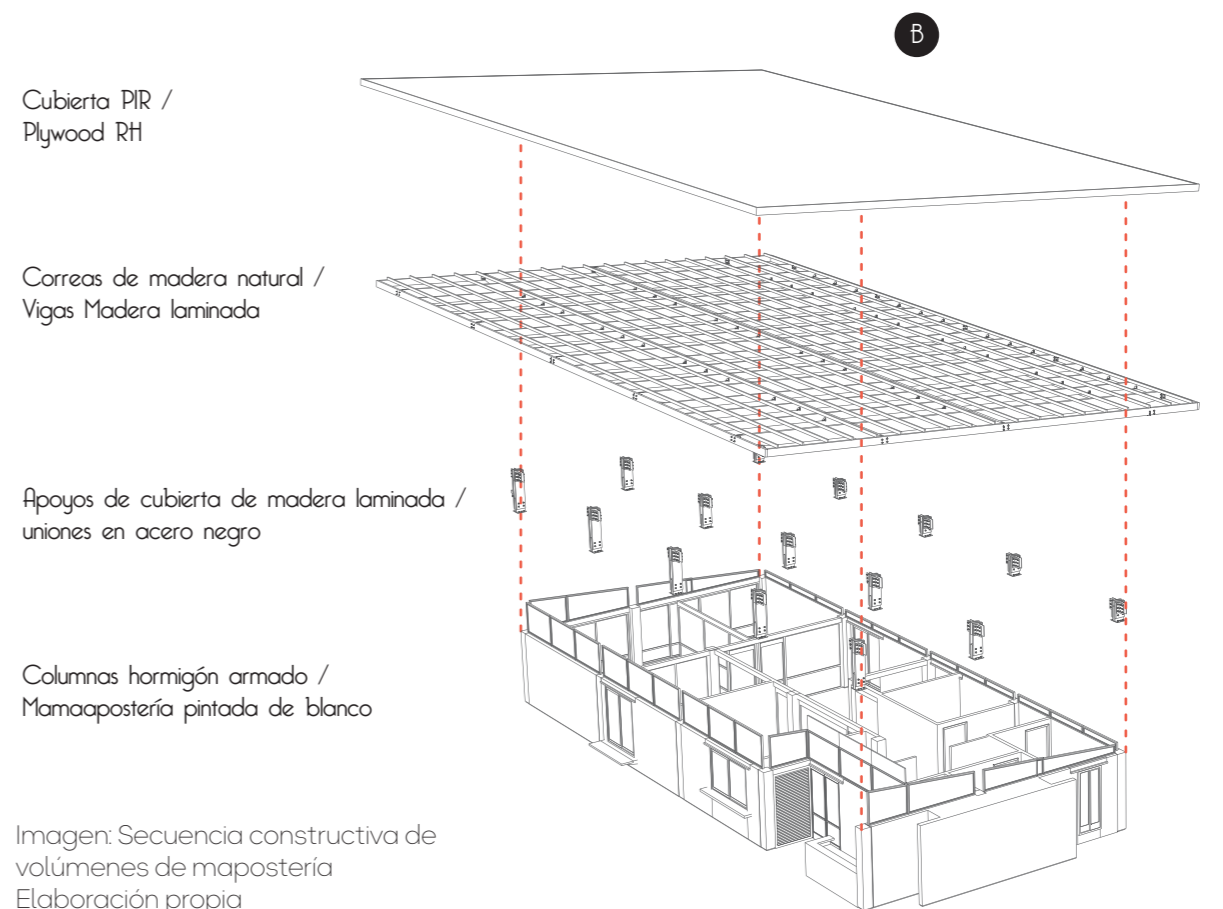 B
Cubierta PIR /
Plywood RH
Correas de madera natural /
Vigas Madera laminada
Apoyos de cubierta de madera laminada /
uniones en acero negro
Columnas hormigón armado /
Mamaapostería pintada de blanco
Imagen: Secuencia constructiva de
volúmenes de mapostería
Elaboración propia